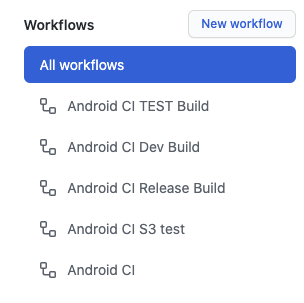 Workflows
New workflow
All workflows
Android CI TEST Build
Android CI Dev Build
Android CI Release Build
Android CI S3 test
Android CI